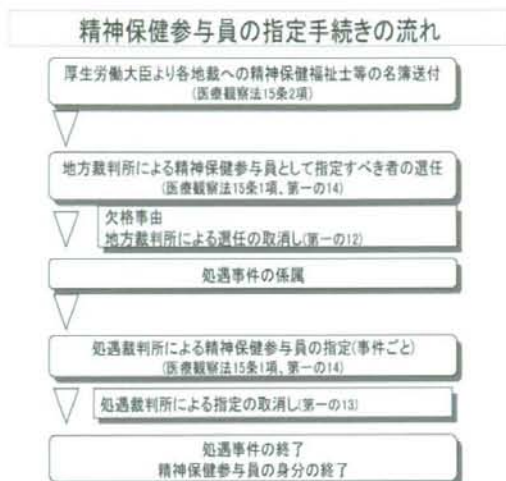 精神保健参与員の指定手続きの流れ
厚生労働大臣より各地裁への精神保健福祉士等の名簿送付
(医療観察法15条2項)
地方裁判所による精神保健参与員として指定すべき者の選任
(医療観察法15条1項、第一の14)
欠格事由
地方裁判所による選任の取消し(第一の12)
処遇事件の係属
処遇裁判所による精神保健参与員の指定(事件ごと)
(医療観察法15条1項、第一の14)
処遇裁判所による指定の取消し(第一の13)
処遇事件の終了
精神保健参与員の身分の終了